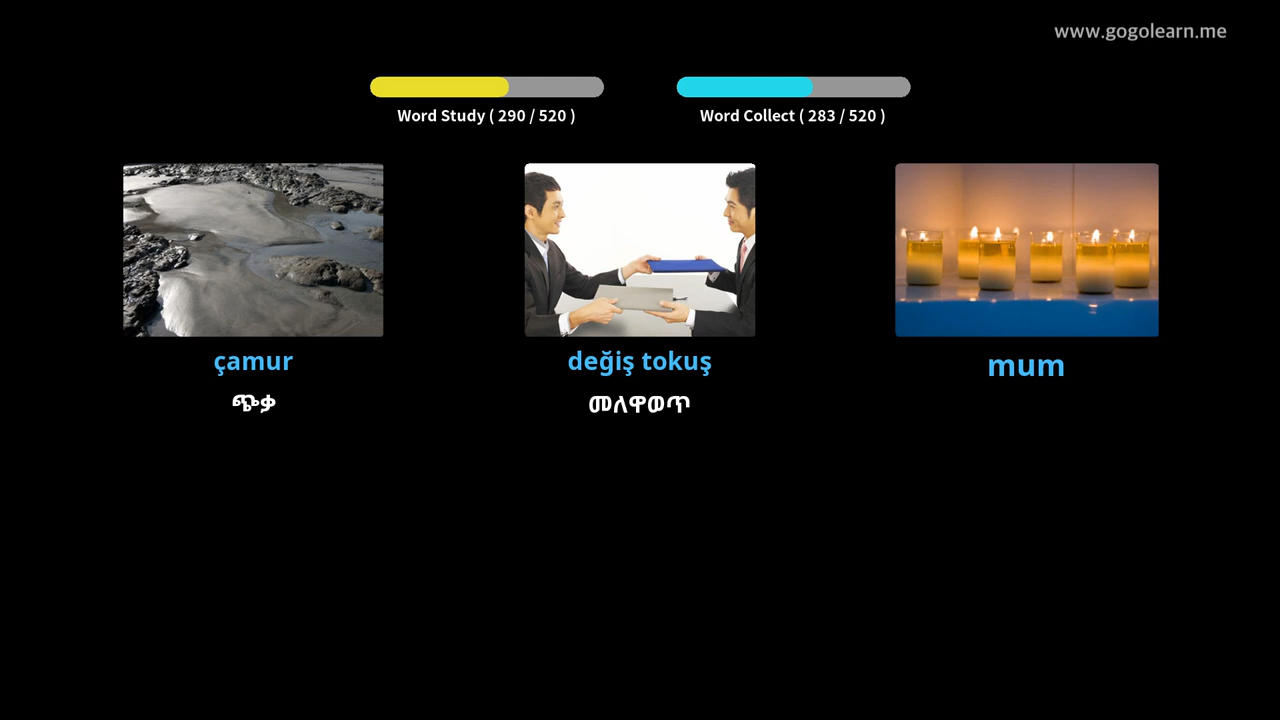 www.gogolearn.me
Word Study ( 290 / 520 )
Word Collect ( 283 / 520 )
çamur
değiş tokuş
mum
ጭቃ
መለዋወጥ